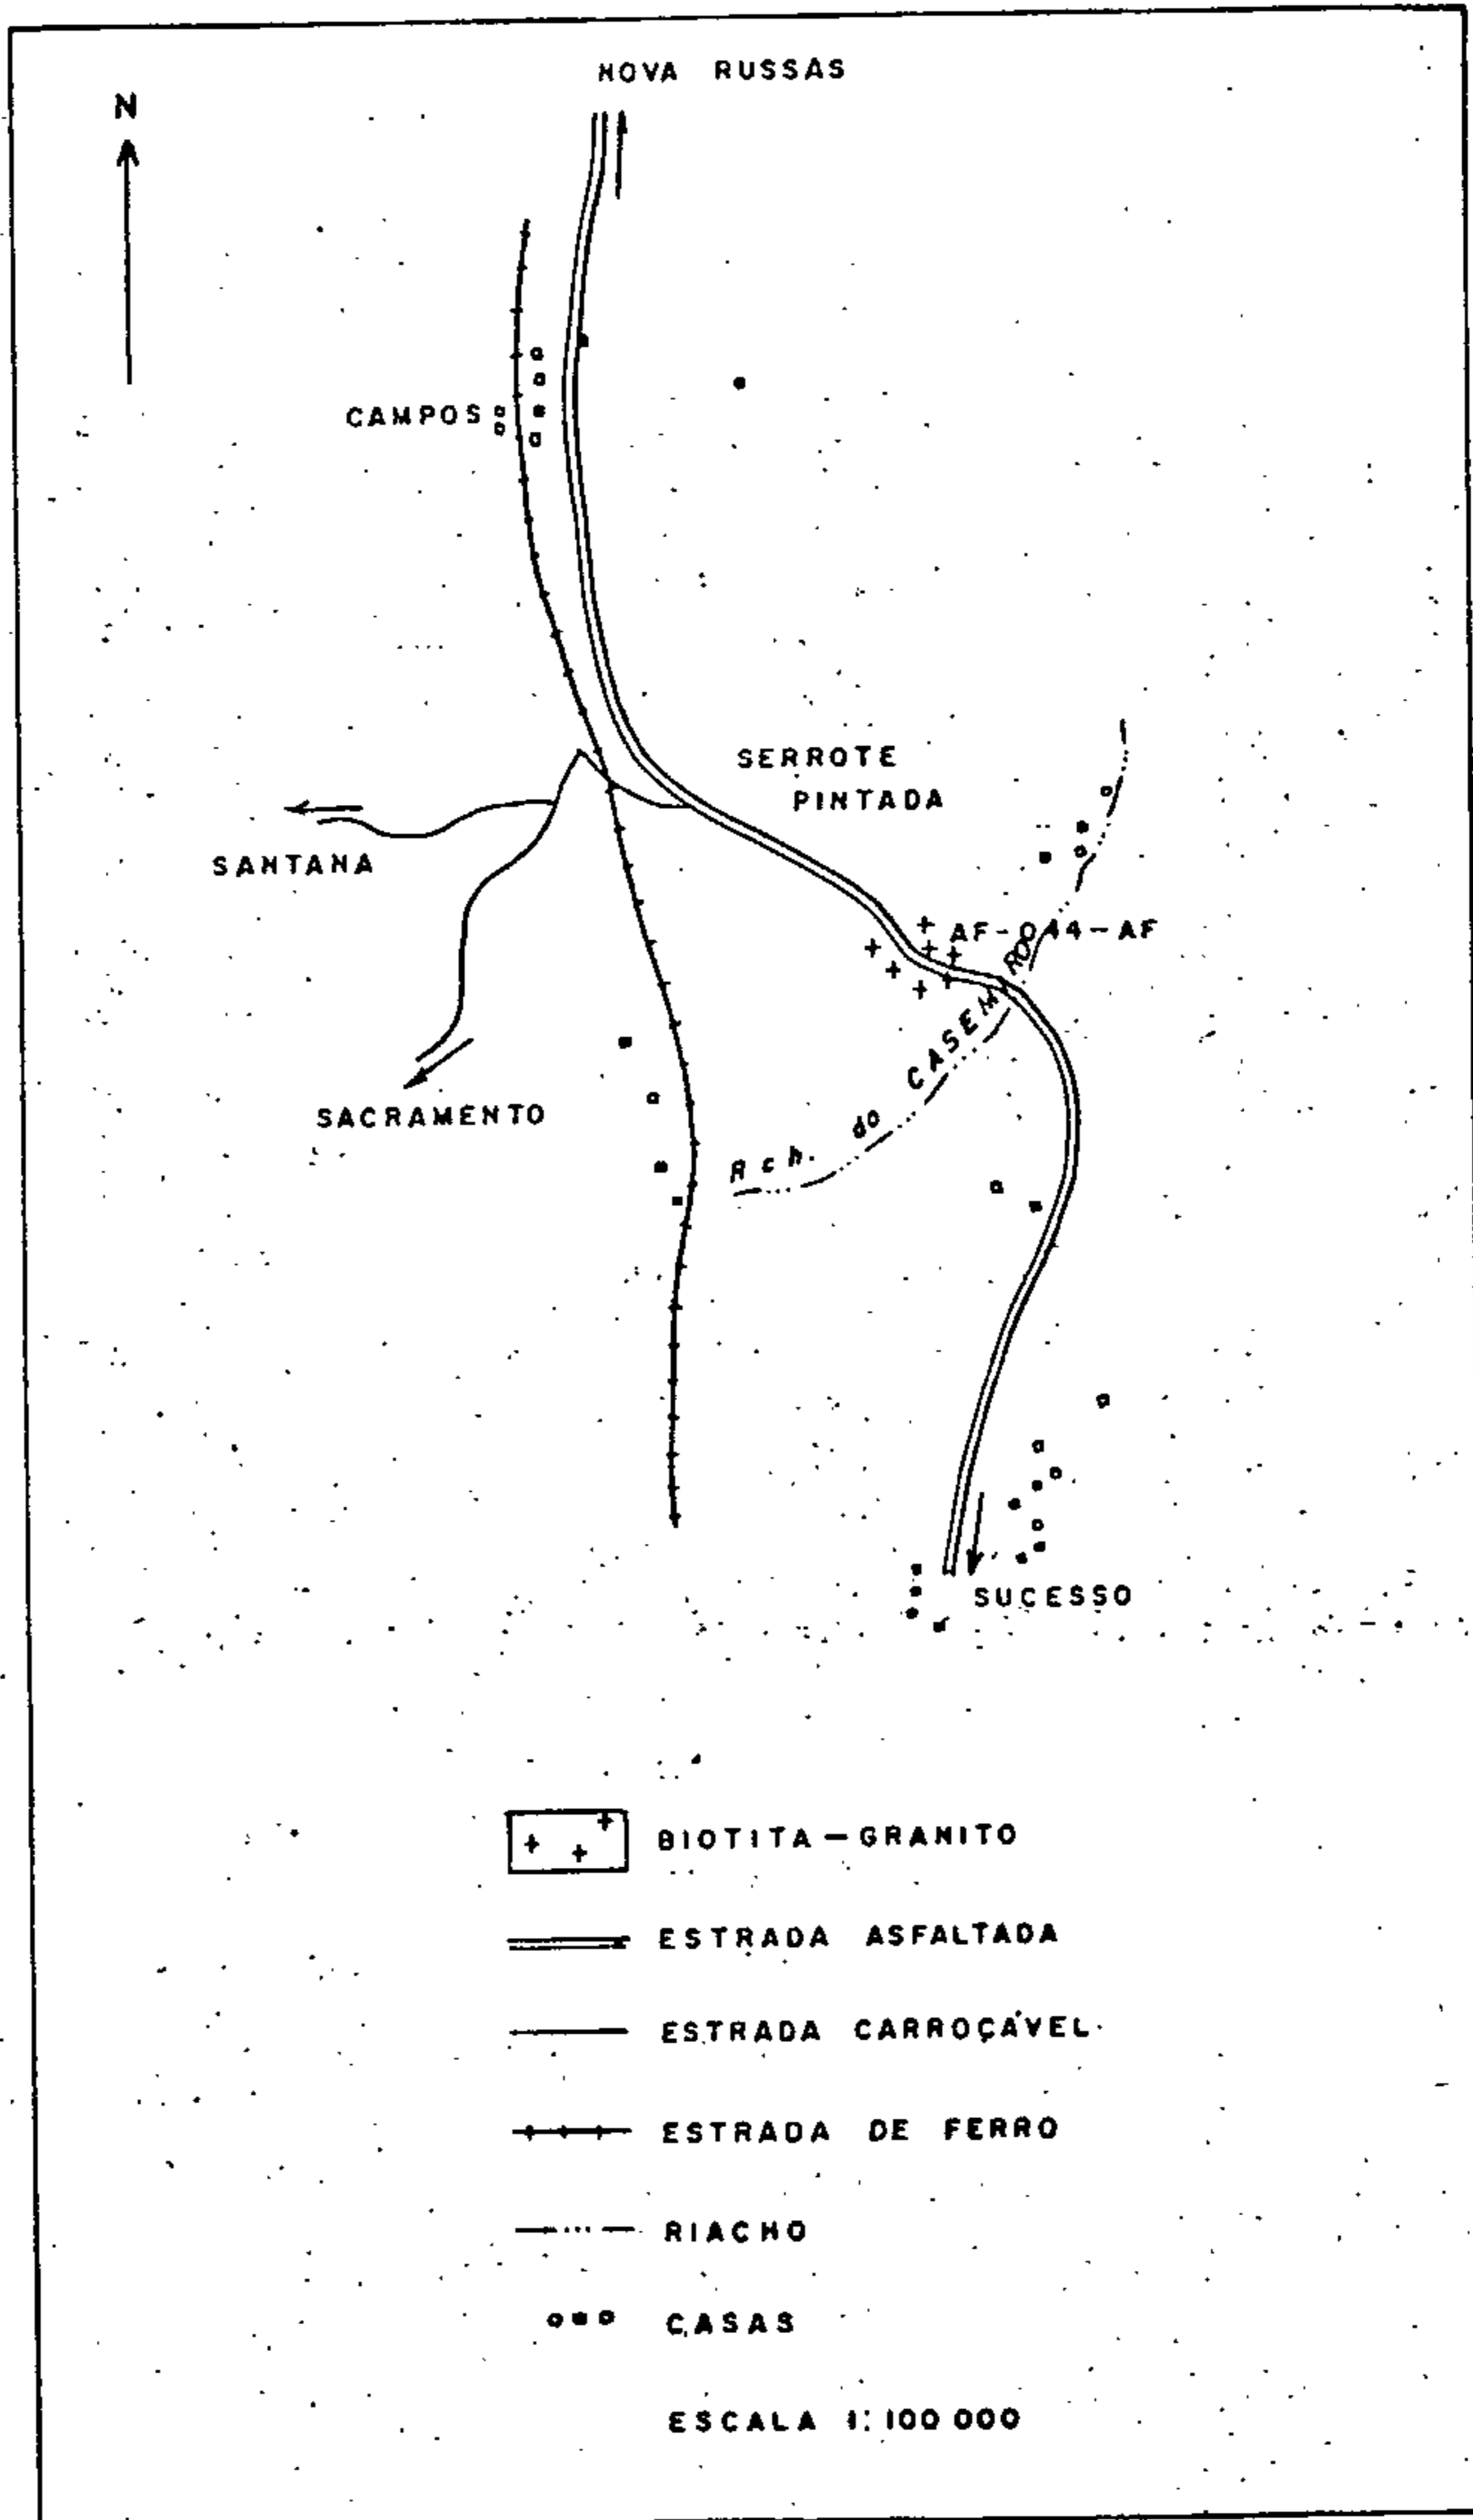 NOVA RUSSAS
N
CAMPOS
SERROTE
PINTADA
SANTANA
AF-044-AF
Rch. do CASEMIRO
SACRAMENTO
SUCESSO
BIOTITA-GRANITO
ESTRADA ASFALTADA
ESTRADA CARROÇÁVEL
ESTRADA DE FERRO
RIACHO
CASAS
ESCALA 1:100 000